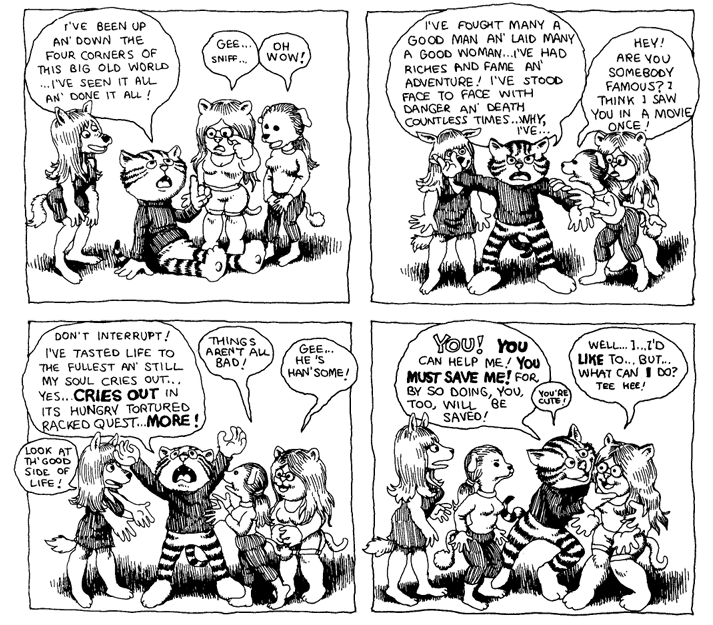 I'VE BEEN UP
AN' DOWN THE
FOUR CORNERS OF
THIS BIG OLD WORLD
...I'VE SEEN IT ALL
AN' DONE IT ALL!
GEE...
SNIFF...
OH
WOW!
I'VE FOUGHT MANY A
GOOD MAN AN' LAID MANY
A GOOD WOMAN...I'VE HAD
RICHES AND FAME AN'
ADVENTURE! I'VE STOOD
FACE TO FACE WITH
DANGER AN' DEATH
COUNTLESS TIMES...WHY,
I'VE...
HEY!
ARE YOU
SOMEBODY
FAMOUS? I
THINK I SAW
YOU IN A MOVIE
ONCE!
DON'T INTERRUPT!
I'VE TASTED LIFE TO
THE FULLEST AN' STILL
MY SOUL CRIES OUT...
YES...CRIES OUT IN
ITS HUNGRY TORTURED
RACKED QUEST...MORE!
LOOK AT
TH' GOOD
SIDE OF
LIFE!
THINGS
AREN'T ALL
BAD!
GEE...
HE'S
HAN'SOME!
YOU! YOU
CAN HELP ME! YOU
MUST SAVE ME! FOR,
BY SO DOING, YOU,
TOO, WILL BE
SAVED!
YOU'RE
CUTE!
WELL...I...I'D
LIKE TO...BUT...
WHAT CAN I DO?
TEE HEE!